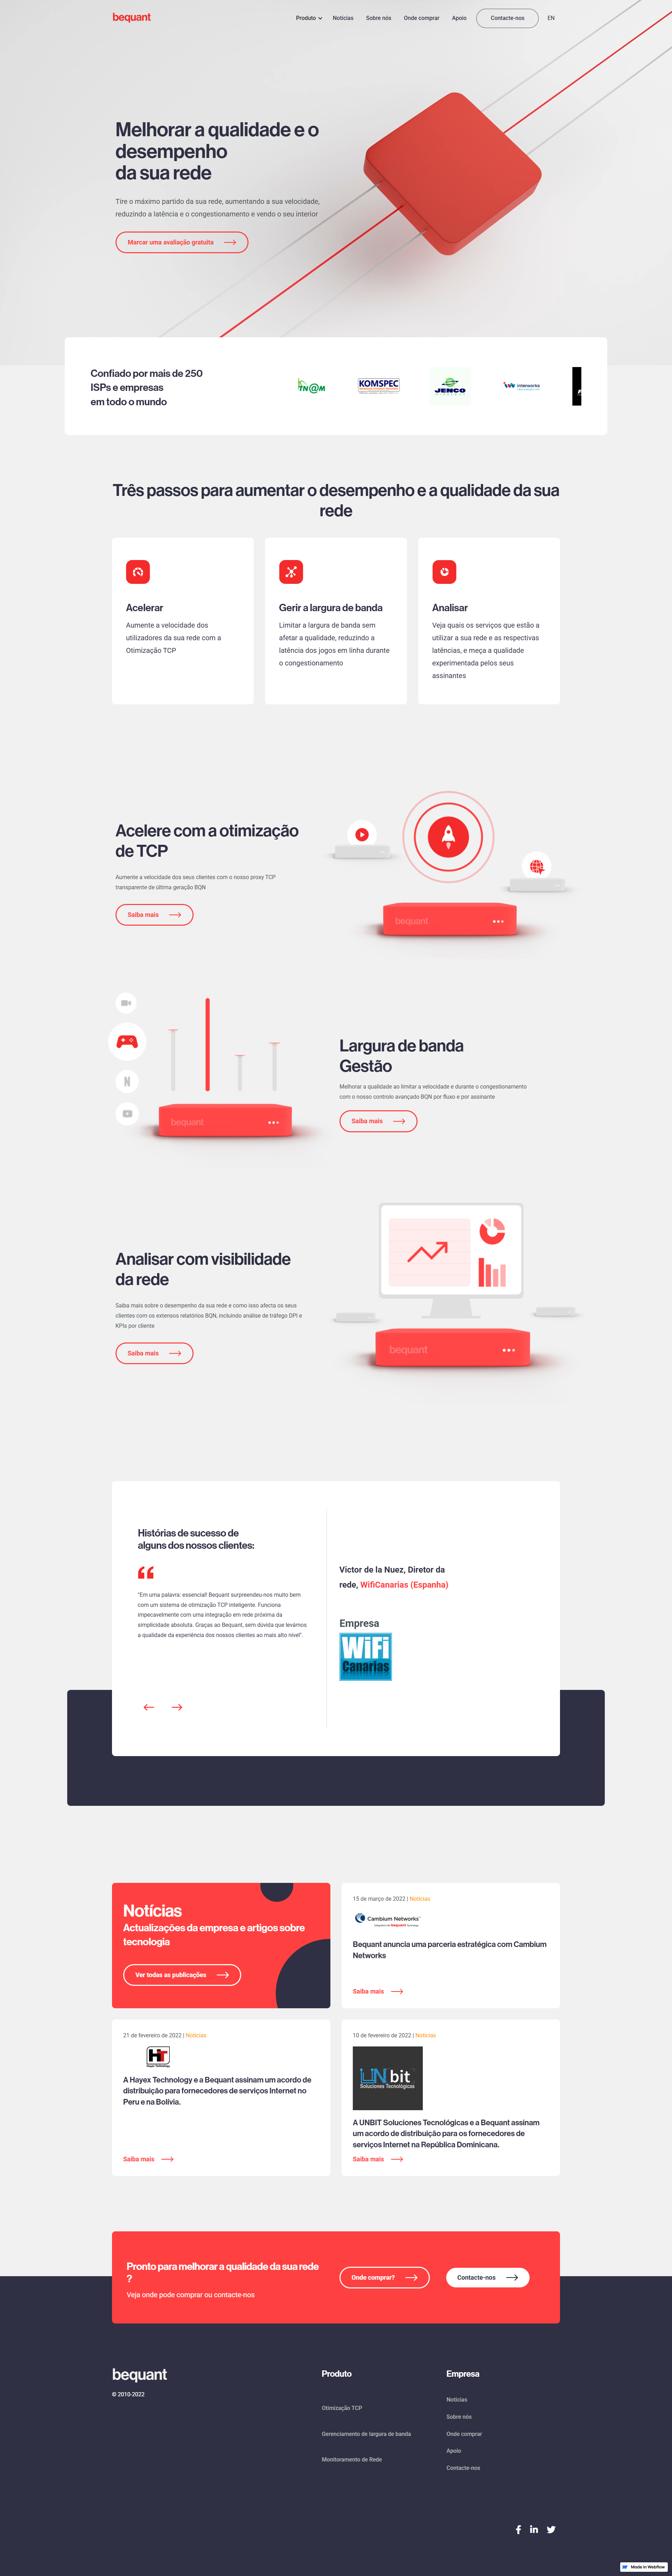 bequant
Produto
Notícias
Sobre nós
Onde comprar
Apoio
Contacte-nos
EN
Melhorar a qualidade e o
desempenho
da sua rede
Tire o máximo partido da sua rede, aumentando a sua velocidade,
reduzindo a latência e o congestionamento e vendo o seu interior
Marcar uma avaliação gratuita
Confiado por mais de 250
ISPs e empresas
em todo o mundo
TN@M
KOMSPEC
JENCO
interworks
Três passos para aumentar o desempenho e a qualidade da sua
rede
Acelerar
Aumente a velocidade dos
utilizadores da sua rede com a
Otimização TCP
Gerir a largura de banda
Limitar a largura de banda sem
afetar a qualidade, reduzindo a
latência dos jogos em linha durante
o congestionamento
Analisar
Veja quais os serviços que estão a
utilizar a sua rede e as respectivas
latências, e meça a qualidade
experimentada pelos seus
assinantes
Acelere com a otimização
de TCP
Aumente a velocidade dos seus clientes com o nosso proxy TCP
transparente de última geração BQN
Saiba mais
bequant
N
bequant
Largura de banda
Gestão
Melhorar a qualidade ao limitar a velocidade e durante o congestionamento
com o nosso controlo avançado BQN por fluxo e por assinante
Saiba mais
Analisar com visibilidade
da rede
Saiba mais sobre o desempenho da sua rede e como isso afecta os seus
clientes com os extensos relatórios BQN, incluindo análise de tráfego DPI e
KPIs por cliente
Saiba mais
bequant
Histórias de sucesso de
alguns dos nossos clientes:
"Em uma palavra: essencial! Bequant surpreendeu-nos muito bem
com um sistema de otimização TCP inteligente. Funciona
impecavelmente com uma integração em rede próxima da
simplicidade absoluta. Graças ao Bequant, sem dúvida que levámos
a qualidade da experiência dos nossos clientes ao mais alto nível".
Victor de la Nuez, Diretor da
rede, WifiCanarias (Espanha)
Empresa
WiFi
Canarias
Notícias
Actualizações da empresa e artigos sobre
tecnologia
Ver todas as publicações
15 de março de 2022 | Notícias
Cambium Networks
Bequant anuncia uma parceria estratégica com Cambium
Networks
Saiba mais
21 de fevereiro de 2022 | Notícias
HT
A Hayex Technology e a Bequant assinam um acordo de
distribuição para fornecedores de serviços Internet no
Peru e na Bolívia.
Saiba mais
10 de fevereiro de 2022 | Notícias
UNbit
Soluciones Tecnológicas
A UNBIT Soluciones Tecnológicas e a Bequant assinam
um acordo de distribuição para os fornecedores de
serviços Internet na República Dominicana.
Saiba mais
Pronto para melhorar a qualidade da sua rede
?
Veja onde pode comprar ou contacte-nos
Onde comprar?
Contacte-nos
bequant
© 2010-2022
Produto
Otimização TCP
Gerenciamento de largura de banda
Monitoramento de Rede
Empresa
Notícias
Sobre nós
Onde comprar
Apoio
Contacte-nos
Made in Webflow